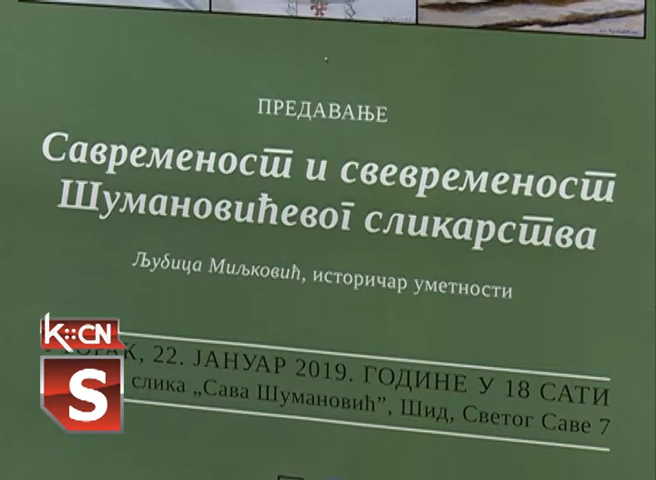 ПРЕДАВАЊЕ
Савременост и свевременост
Шумановићевог сликарства
Љубица Миљковић, историчар уметности
22. ЈАНУАР 2019. ГОДИНЕ У 18 САТИ
слика „Сава Шумановић”, Шид, Светог Саве 7
K::CN
S